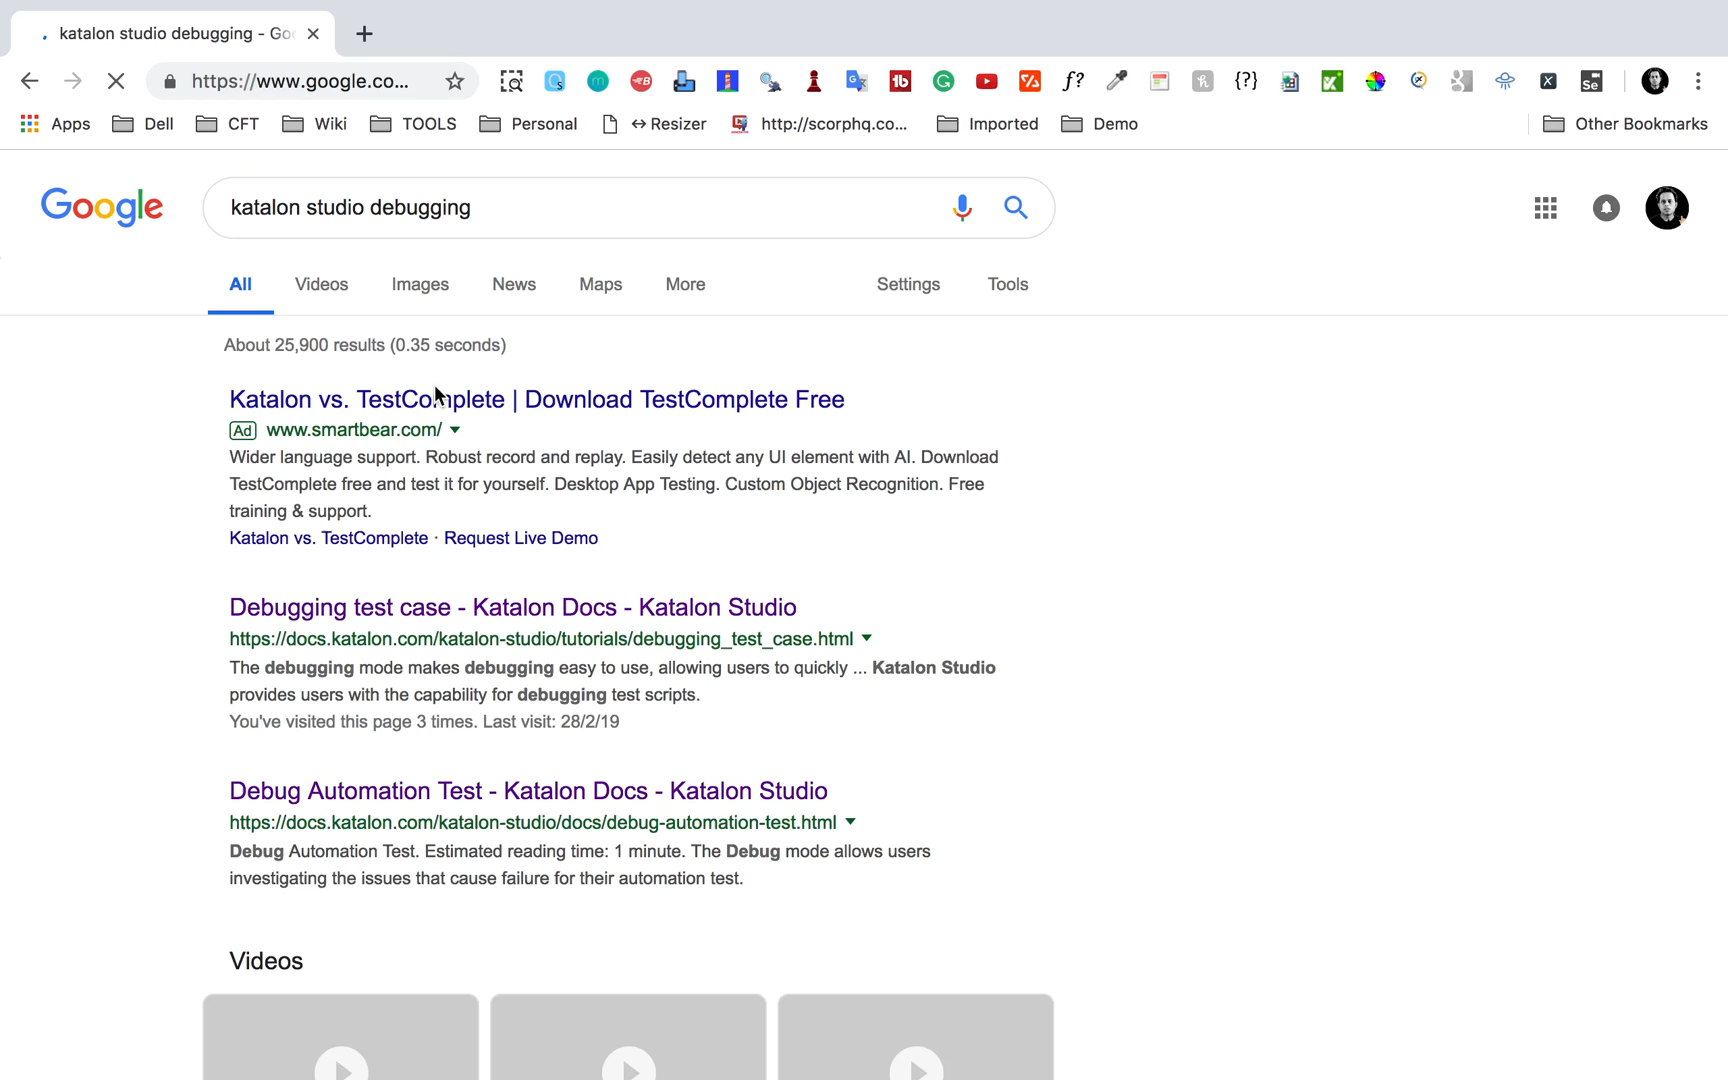 katalon studio debugging - Goo
https://www.google.co...
Apps Dell CFT Wiki TOOLS Personal ↔ Resizer http://scorphq.co... Imported Demo Other Bookmarks
Google katalon studio debugging
All Videos Images News Maps More Settings Tools
About 25,900 results (0.35 seconds)
Katalon vs. TestComplete | Download TestComplete Free
Ad www.smartbear.com/
Wider language support. Robust record and replay. Easily detect any UI element with AI. Download
TestComplete free and test it for yourself. Desktop App Testing. Custom Object Recognition. Free
training & support.
Katalon vs. TestComplete · Request Live Demo
Debugging test case - Katalon Docs - Katalon Studio
https://docs.katalon.com/katalon-studio/tutorials/debugging_test_case.html
The debugging mode makes debugging easy to use, allowing users to quickly ... Katalon Studio
provides users with the capability for debugging test scripts.
You've visited this page 3 times. Last visit: 28/2/19
Debug Automation Test - Katalon Docs - Katalon Studio
https://docs.katalon.com/katalon-studio/docs/debug-automation-test.html
Debug Automation Test. Estimated reading time: 1 minute. The Debug mode allows users
investigating the issues that cause failure for their automation test.
Videos